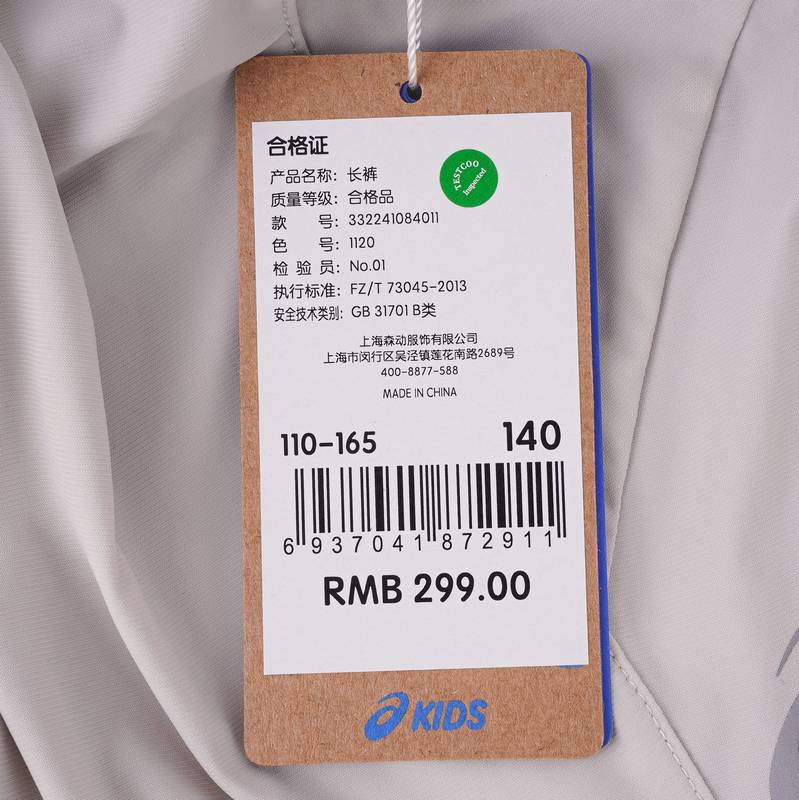 合格证
TESTCOO
Inspected
产品名称: 长裤
质量等级: 合格品
款 号: 332241084011
色 号: 1120
检 验 员: No.01
执行标准: FZ/T 73045-2013
安全技术类别: GB 31701 B类
上海森动服饰有限公司
上海市闵行区吴泾镇莲花南路2689号
400-8877-588
MADE IN CHINA
110-165 140
6 937041 872911
RMB 299.00
KIDS